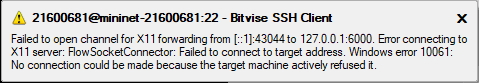 21600681@mininet-21600681:22 - Bitvise SSH Client
Failed to open channel for X11 forwarding from [::1]:43044 to 127.0.0.1:6000. Error connecting to
X11 server: FlowSocketConnector: Failed to connect to target address. Windows error 10061:
No connection could be made because the target machine actively refused it.